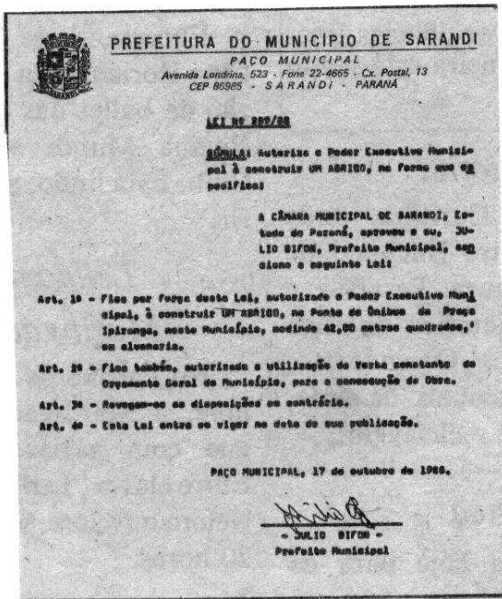 PREFEITURA DO MUNICÍPIO DE SARANDI
PAÇO MUNICIPAL
Avenida Londrina, 523 - Fone 22-4665 - Cx. Postal, 13
CEP 86985 - SARANDI - PARANÁ
LEI Nº /88
SÚMULA: Autoriza o Poder Executivo Munici-
pal à construir UM ABRIGO, na forma que es
pecifica:
A CÂMARA MUNICIPAL DE SARANDI, Es-
tado do Paraná, aprovou e eu, JU-
LIO BIFON, Prefeito Municipal, san
ciono a seguinte Lei:
Art. 1º - Fica por força desta Lei, autorizado o Poder Executivo Muni
cipal, à construir UM ABRIGO, no Ponto de Ônibus da Praça
Ipiranga, neste Município, medindo 42,00 metros quadrados,'
em alvenaria.
Art. 2º - Fica também, autorizada a utilização da Verba constante do
Orçamento Geral do Município, para a consecução da Obra.
Art. 3º - Revogam-se as disposições em contrário.
Art. 4º - Esta Lei entra em vigor na data de sua publicação.
PAÇO MUNICIPAL, 17 de outubro de 1988.
- JULIO BIFON -
Prefeito Municipal